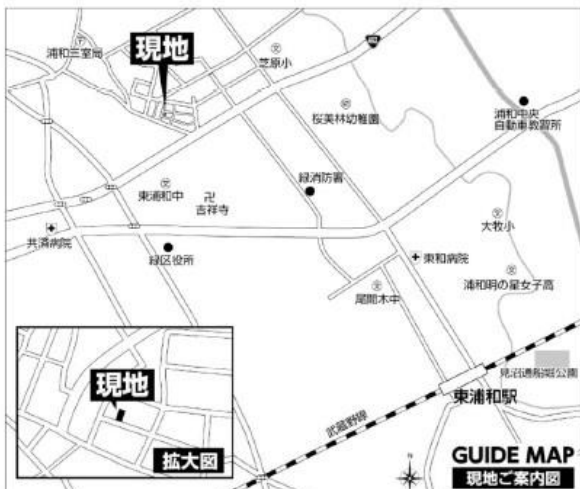 浦和三室局
現地
芝原小
463
桜美林幼稚園
浦和中央
自動車教習所
緑消防署
東浦和中
吉祥寺
共済病院
緑区役所
大牧小
東和病院
尾間木中
浦和明の星女子高
見沼通船堀公園
東浦和駅
武蔵野線
現地
拡大図
N
GUIDE MAP
現地ご案内図